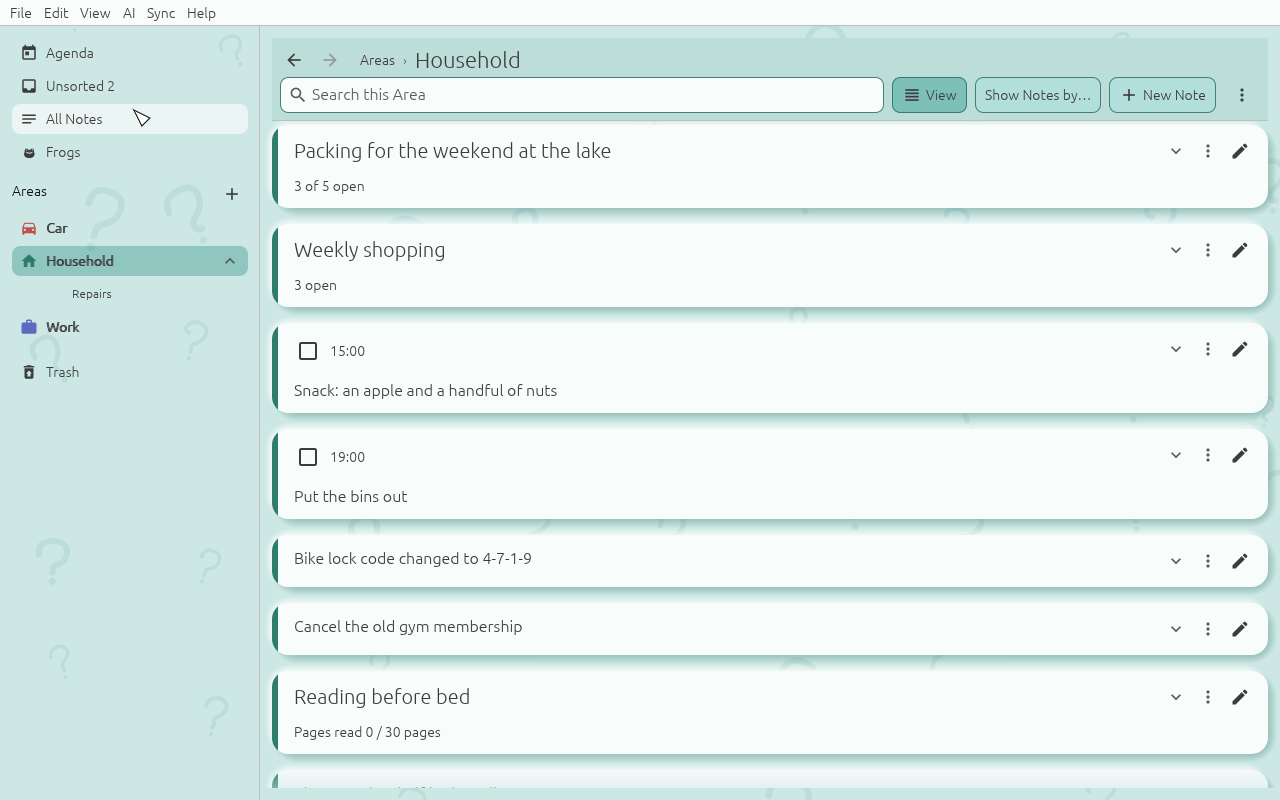 File Edit View AI Sync Help
Agenda
Unsorted 2
All Notes
Frogs
Areas
Car
Household
Repairs
Work
Trash
Areas › Household
Search this Area
View
Show Notes by…
New Note
Packing for the weekend at the lake
3 of 5 open
Weekly shopping
3 open
15:00
Snack: an apple and a handful of nuts
19:00
Put the bins out
Bike lock code changed to 4-7-1-9
Cancel the old gym membership
Reading before bed
Pages read 0 / 30 pages